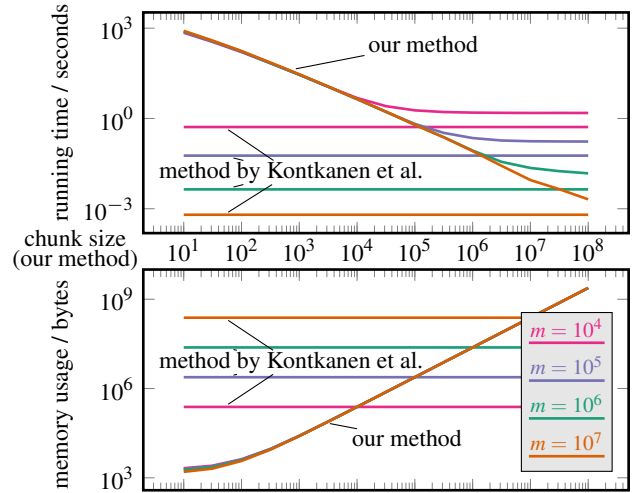 running time / seconds
10^3
10^0
10^−3
our method
method by Kontkanen et al.
chunk size
(our method)
10^1 10^2 10^3 10^4 10^5 10^6 10^7 10^8
memory usage / bytes
10^9
10^6
10^3
method by Kontkanen et al.
our method
m = 10^4
m = 10^5
m = 10^6
m = 10^7